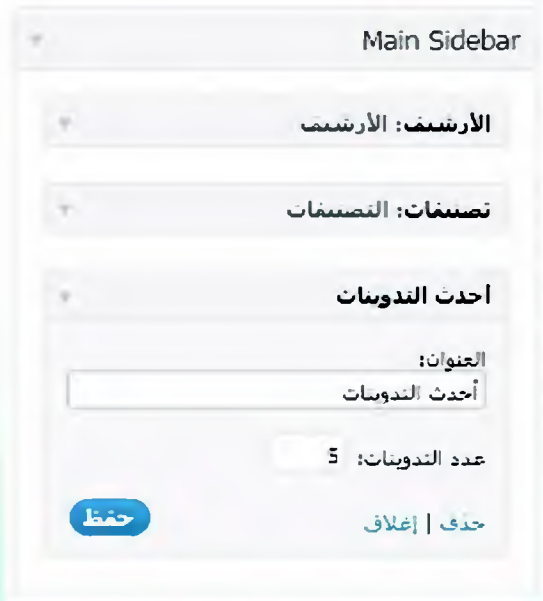 Main Sidebar
الأرشيف: الأرشيف
تصنيفات: التصنيفات
أحدث التدوينات
العنوان:
أحدث التدوينات
عدد التدوينات: 5
حذف | إغلاق
حفظ